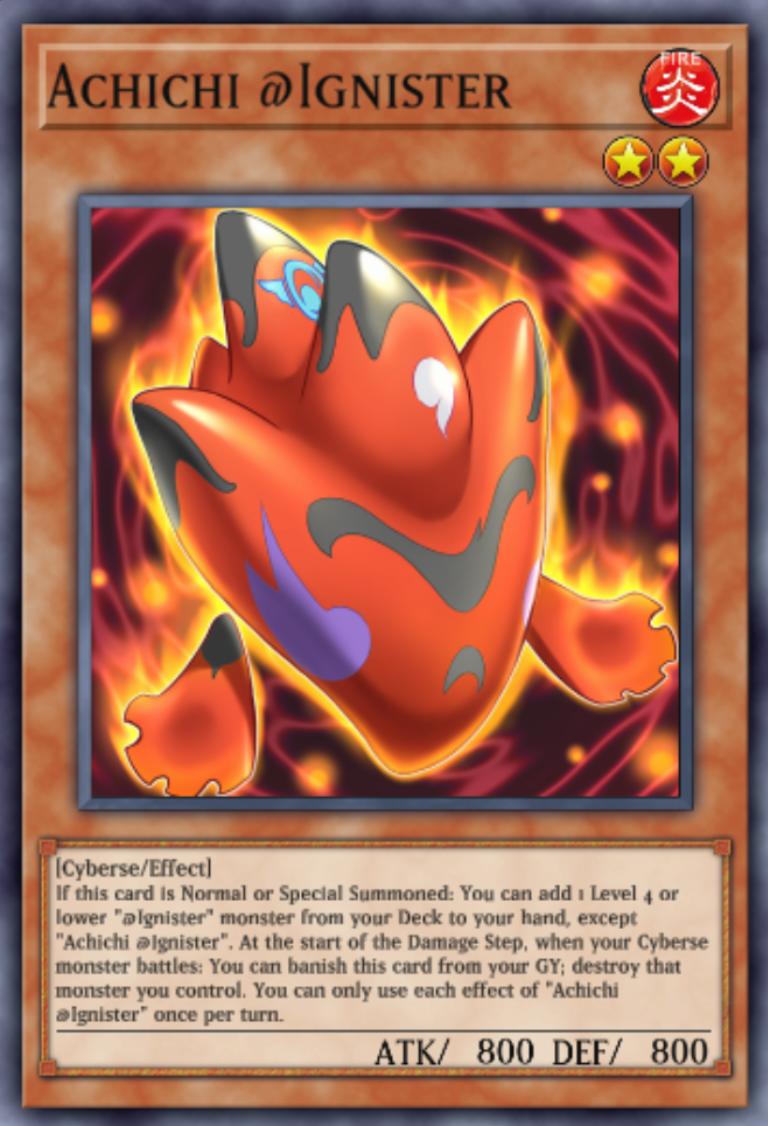 Achichi @Ignister
FIRE
炎
[Cyberse/Effect]
If this card is Normal or Special Summoned: You can add 1 Level 4 or
lower "@Ignister" monster from your Deck to your hand, except
"Achichi @Ignister". At the start of the Damage Step, when your Cyberse
monster battles: You can banish this card from your GY; destroy that
monster you control. You can only use each effect of "Achichi
@Ignister" once per turn.
ATK/ 800 DEF/ 800